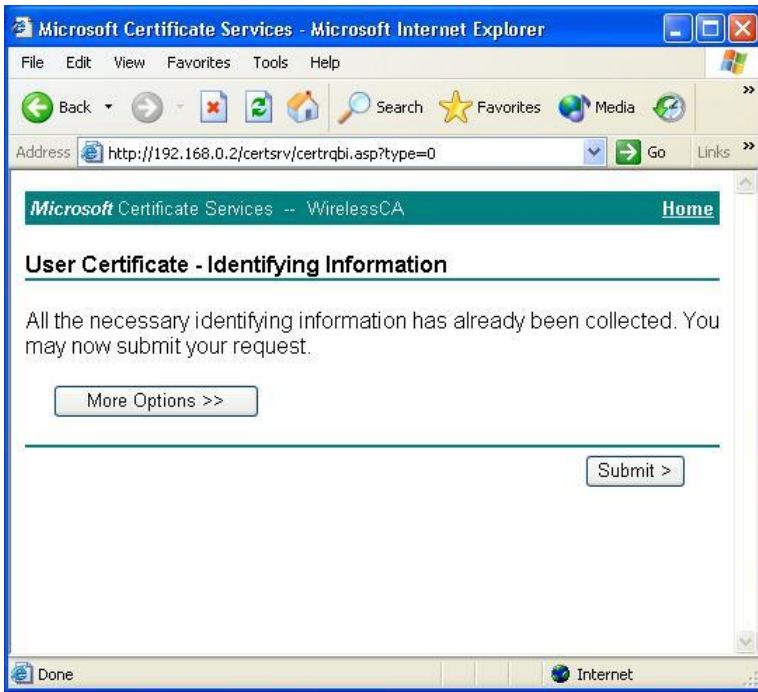 Microsoft Certificate Services - Microsoft Internet Explorer
File Edit View Favorites Tools Help
Back Search Favorites Media »
Address http://192.168.0.2/certsrv/certrqbi.asp?type=0 Go Links »
Microsoft Certificate Services -- WirelessCA Home
User Certificate - Identifying Information
All the necessary identifying information has already been collected. You
may now submit your request.
More Options >>
Submit >
Done Internet